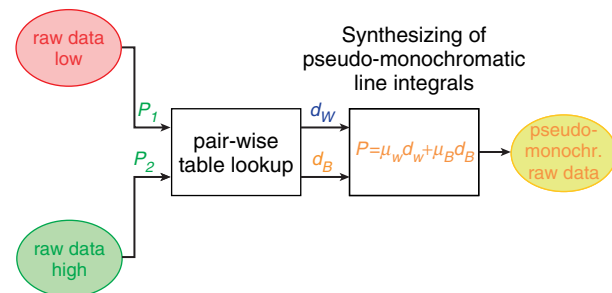 raw data
low
Synthesizing of
pseudo-monochromatic
line integrals
P1
P2
pair-wise
table lookup
dW
dB
P=μwdw+μBdB
pseudo-
monochr.
raw data
raw data
high